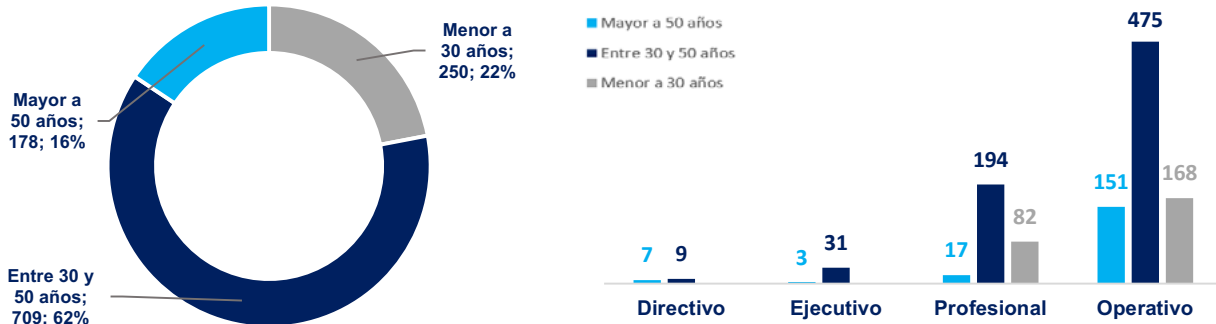 Menor a
30 años;
250; 22%
Mayor a
50 años;
178; 16%
Entre 30 y
50 años;
709; 62%
Mayor a 50 años
Entre 30 y 50 años
Menor a 30 años
7
9
3
31
17
194
82
151
475
168
Directivo
Ejecutivo
Profesional
Operativo